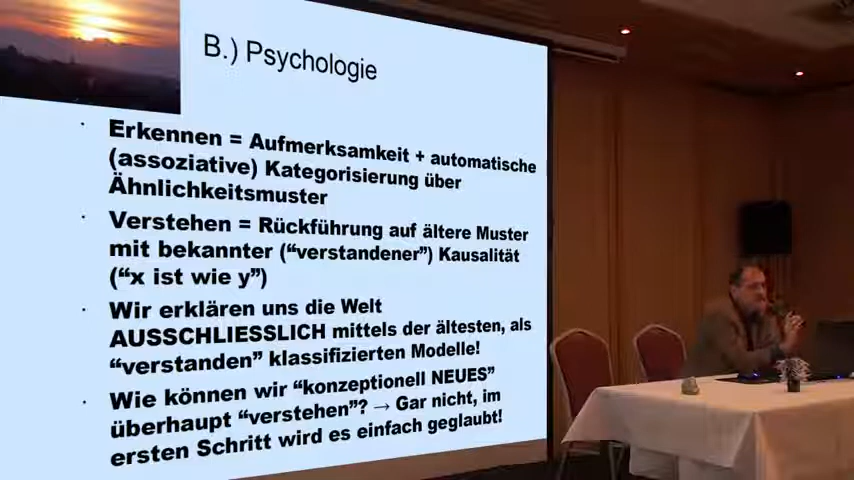 B.) Psychologie
Erkennen = Aufmerksamkeit + automatische
(assoziative) Kategorisierung über
Ähnlichkeitsmuster
Verstehen = Rückführung auf ältere Muster
mit bekannter (“verstandener”) Kausalität
(“x ist wie y”)
Wir erklären uns die Welt
AUSSCHLIESSLICH mittels der ältesten, als
“verstanden” klassifizierten Modelle!
Wie können wir “konzeptionell NEUES”
überhaupt “verstehen”? → Gar nicht, im
ersten Schritt wird es einfach geglaubt!